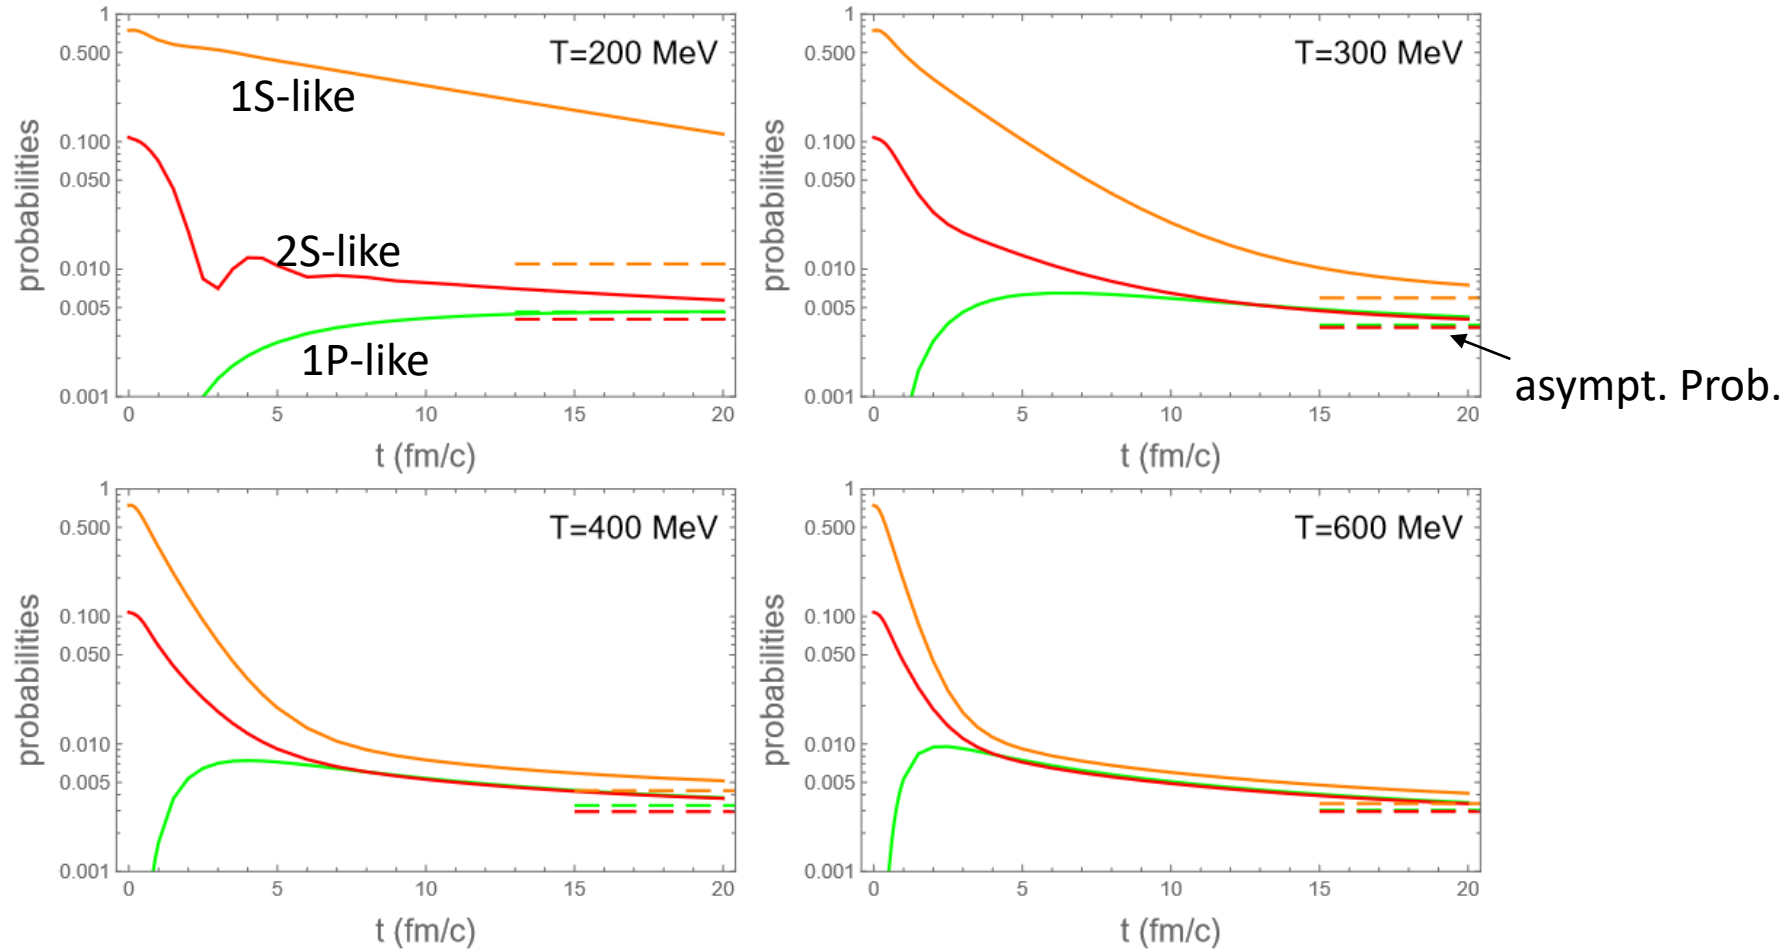 T=200 MeV
1S-like
2S-like
1P-like
probabilities
1
0.500
0.100
0.050
0.010
0.005
0.001
0 5 10 15 20
t (fm/c)
T=300 MeV
probabilities
1
0.500
0.100
0.050
0.010
0.005
0.001
0 5 10 15 20
t (fm/c)
asympt. Prob.
T=400 MeV
probabilities
1
0.500
0.100
0.050
0.010
0.005
0.001
0 5 10 15 20
t (fm/c)
T=600 MeV
probabilities
1
0.500
0.100
0.050
0.010
0.005
0.001
0 5 10 15 20
t (fm/c)